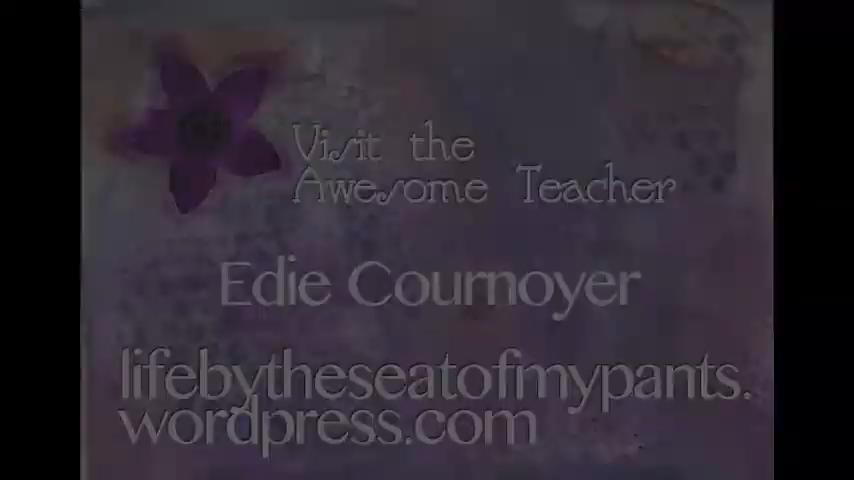 Visit the
Awesome Teacher
Edie Cournoyer
lifebytheseatofmypants.
wordpress.com